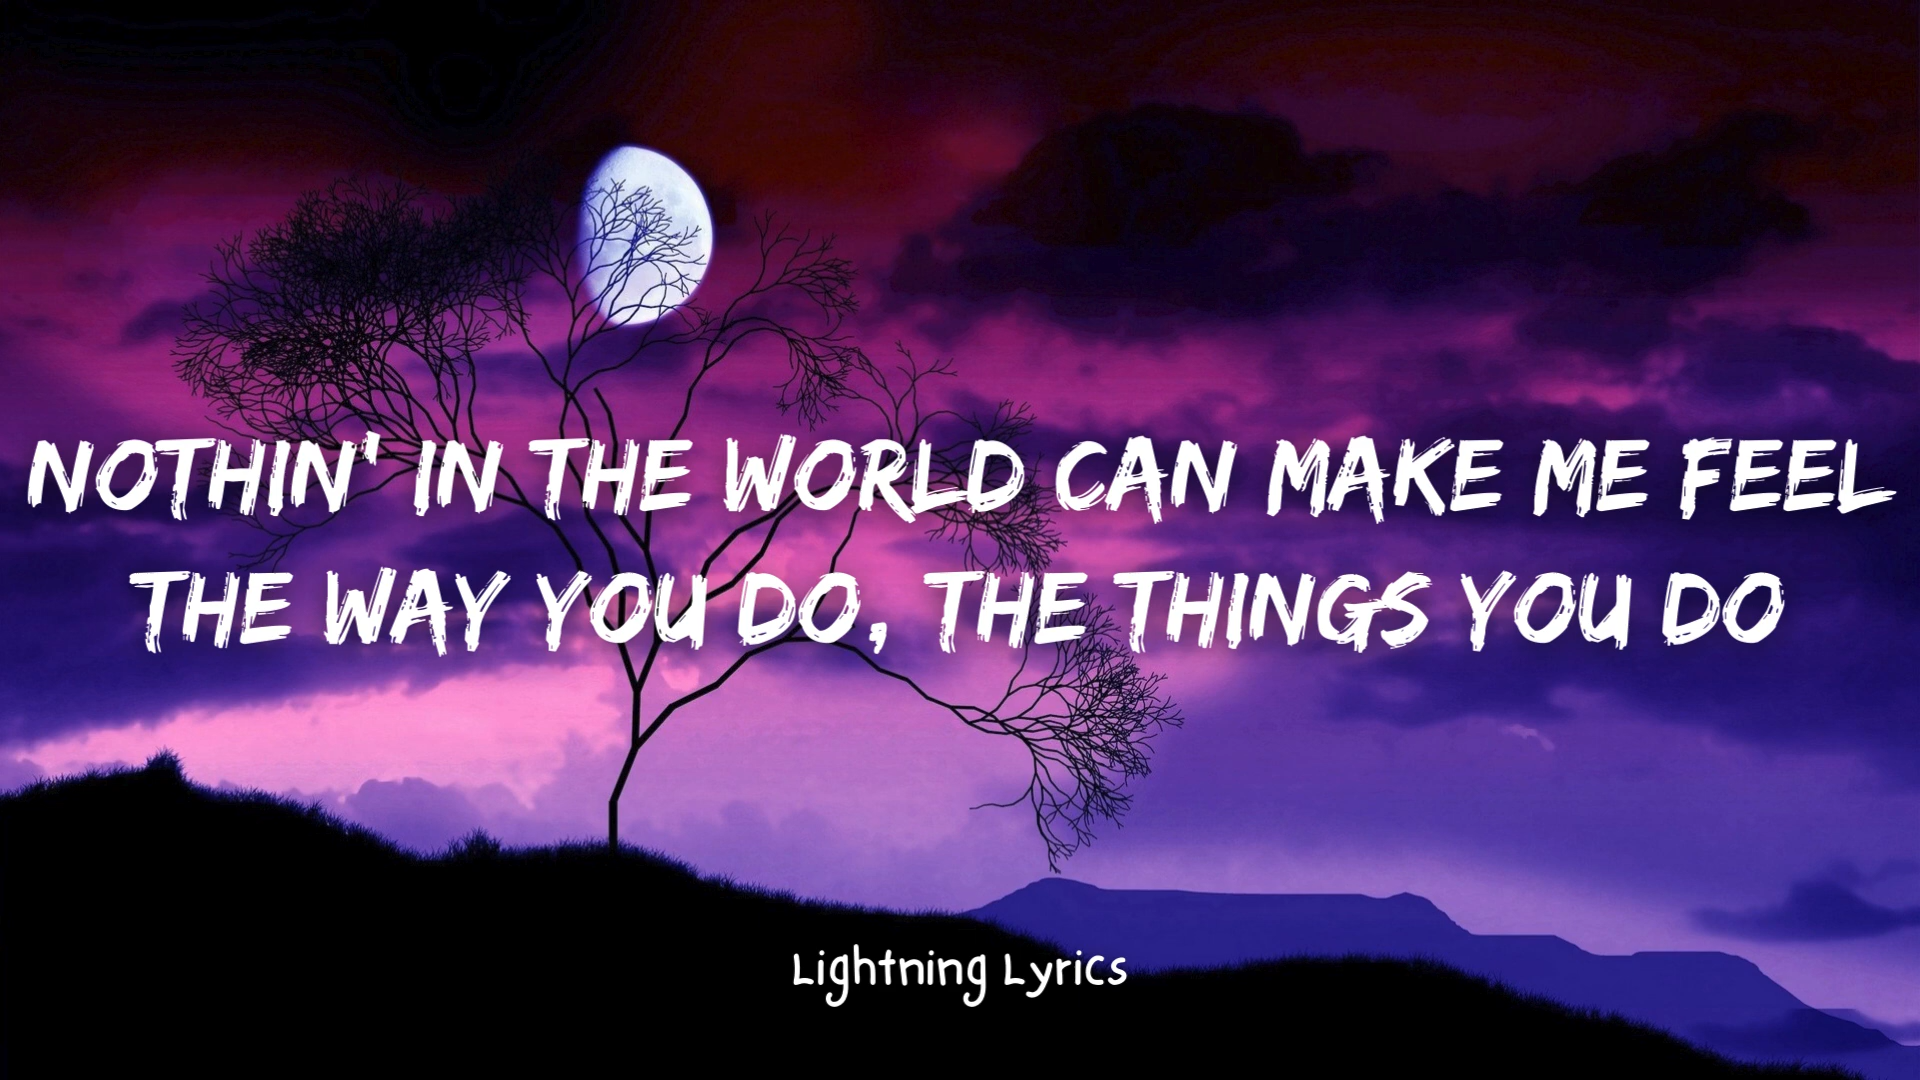 NOTHIN' IN THE WORLD CAN MAKE ME FEEL
THE WAY YOU DO, THE THINGS YOU DO
Lightning Lyrics